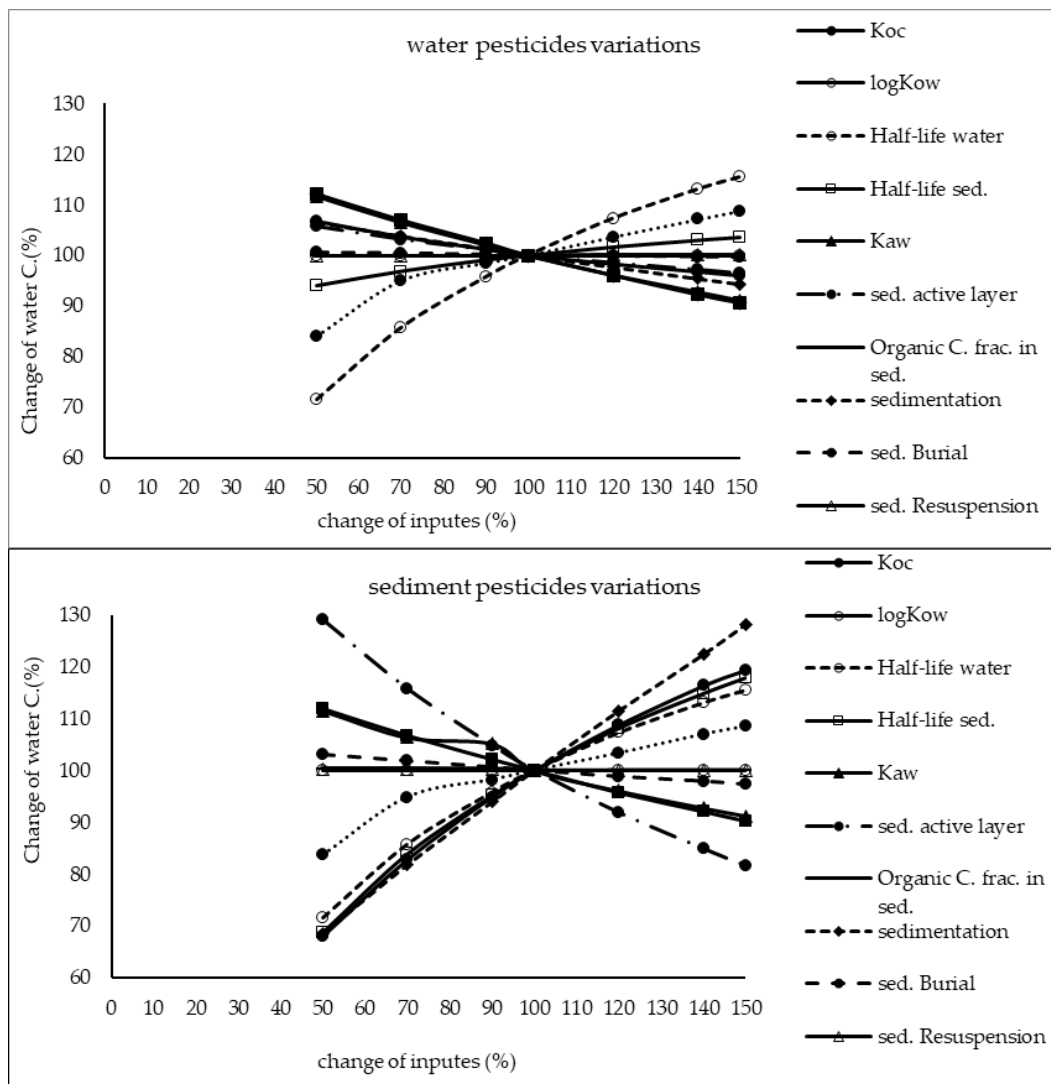 water pesticides variations
Change of water C.(%)
130
120
110
100
90
80
70
60
0 10 20 30 40 50 70 90 100 110 120 130 140 150
change of inputes (%)
Koc
logKow
Half-life water
Half-life sed.
Kaw
sed. active layer
Organic C. frac. in
sed.
sedimentation
sed. Burial
sed. Resuspension
sediment pesticides variations
Change of water C.(%)
130
120
110
100
90
80
70
60
0 10 20 30 40 50 70 90 100 110 120 130 140 150
change of inputes (%)
Koc
logKow
Half-life water
Half-life sed.
Kaw
sed. active layer
Organic C. frac. in
sed.
sedimentation
sed. Burial
sed. Resuspension